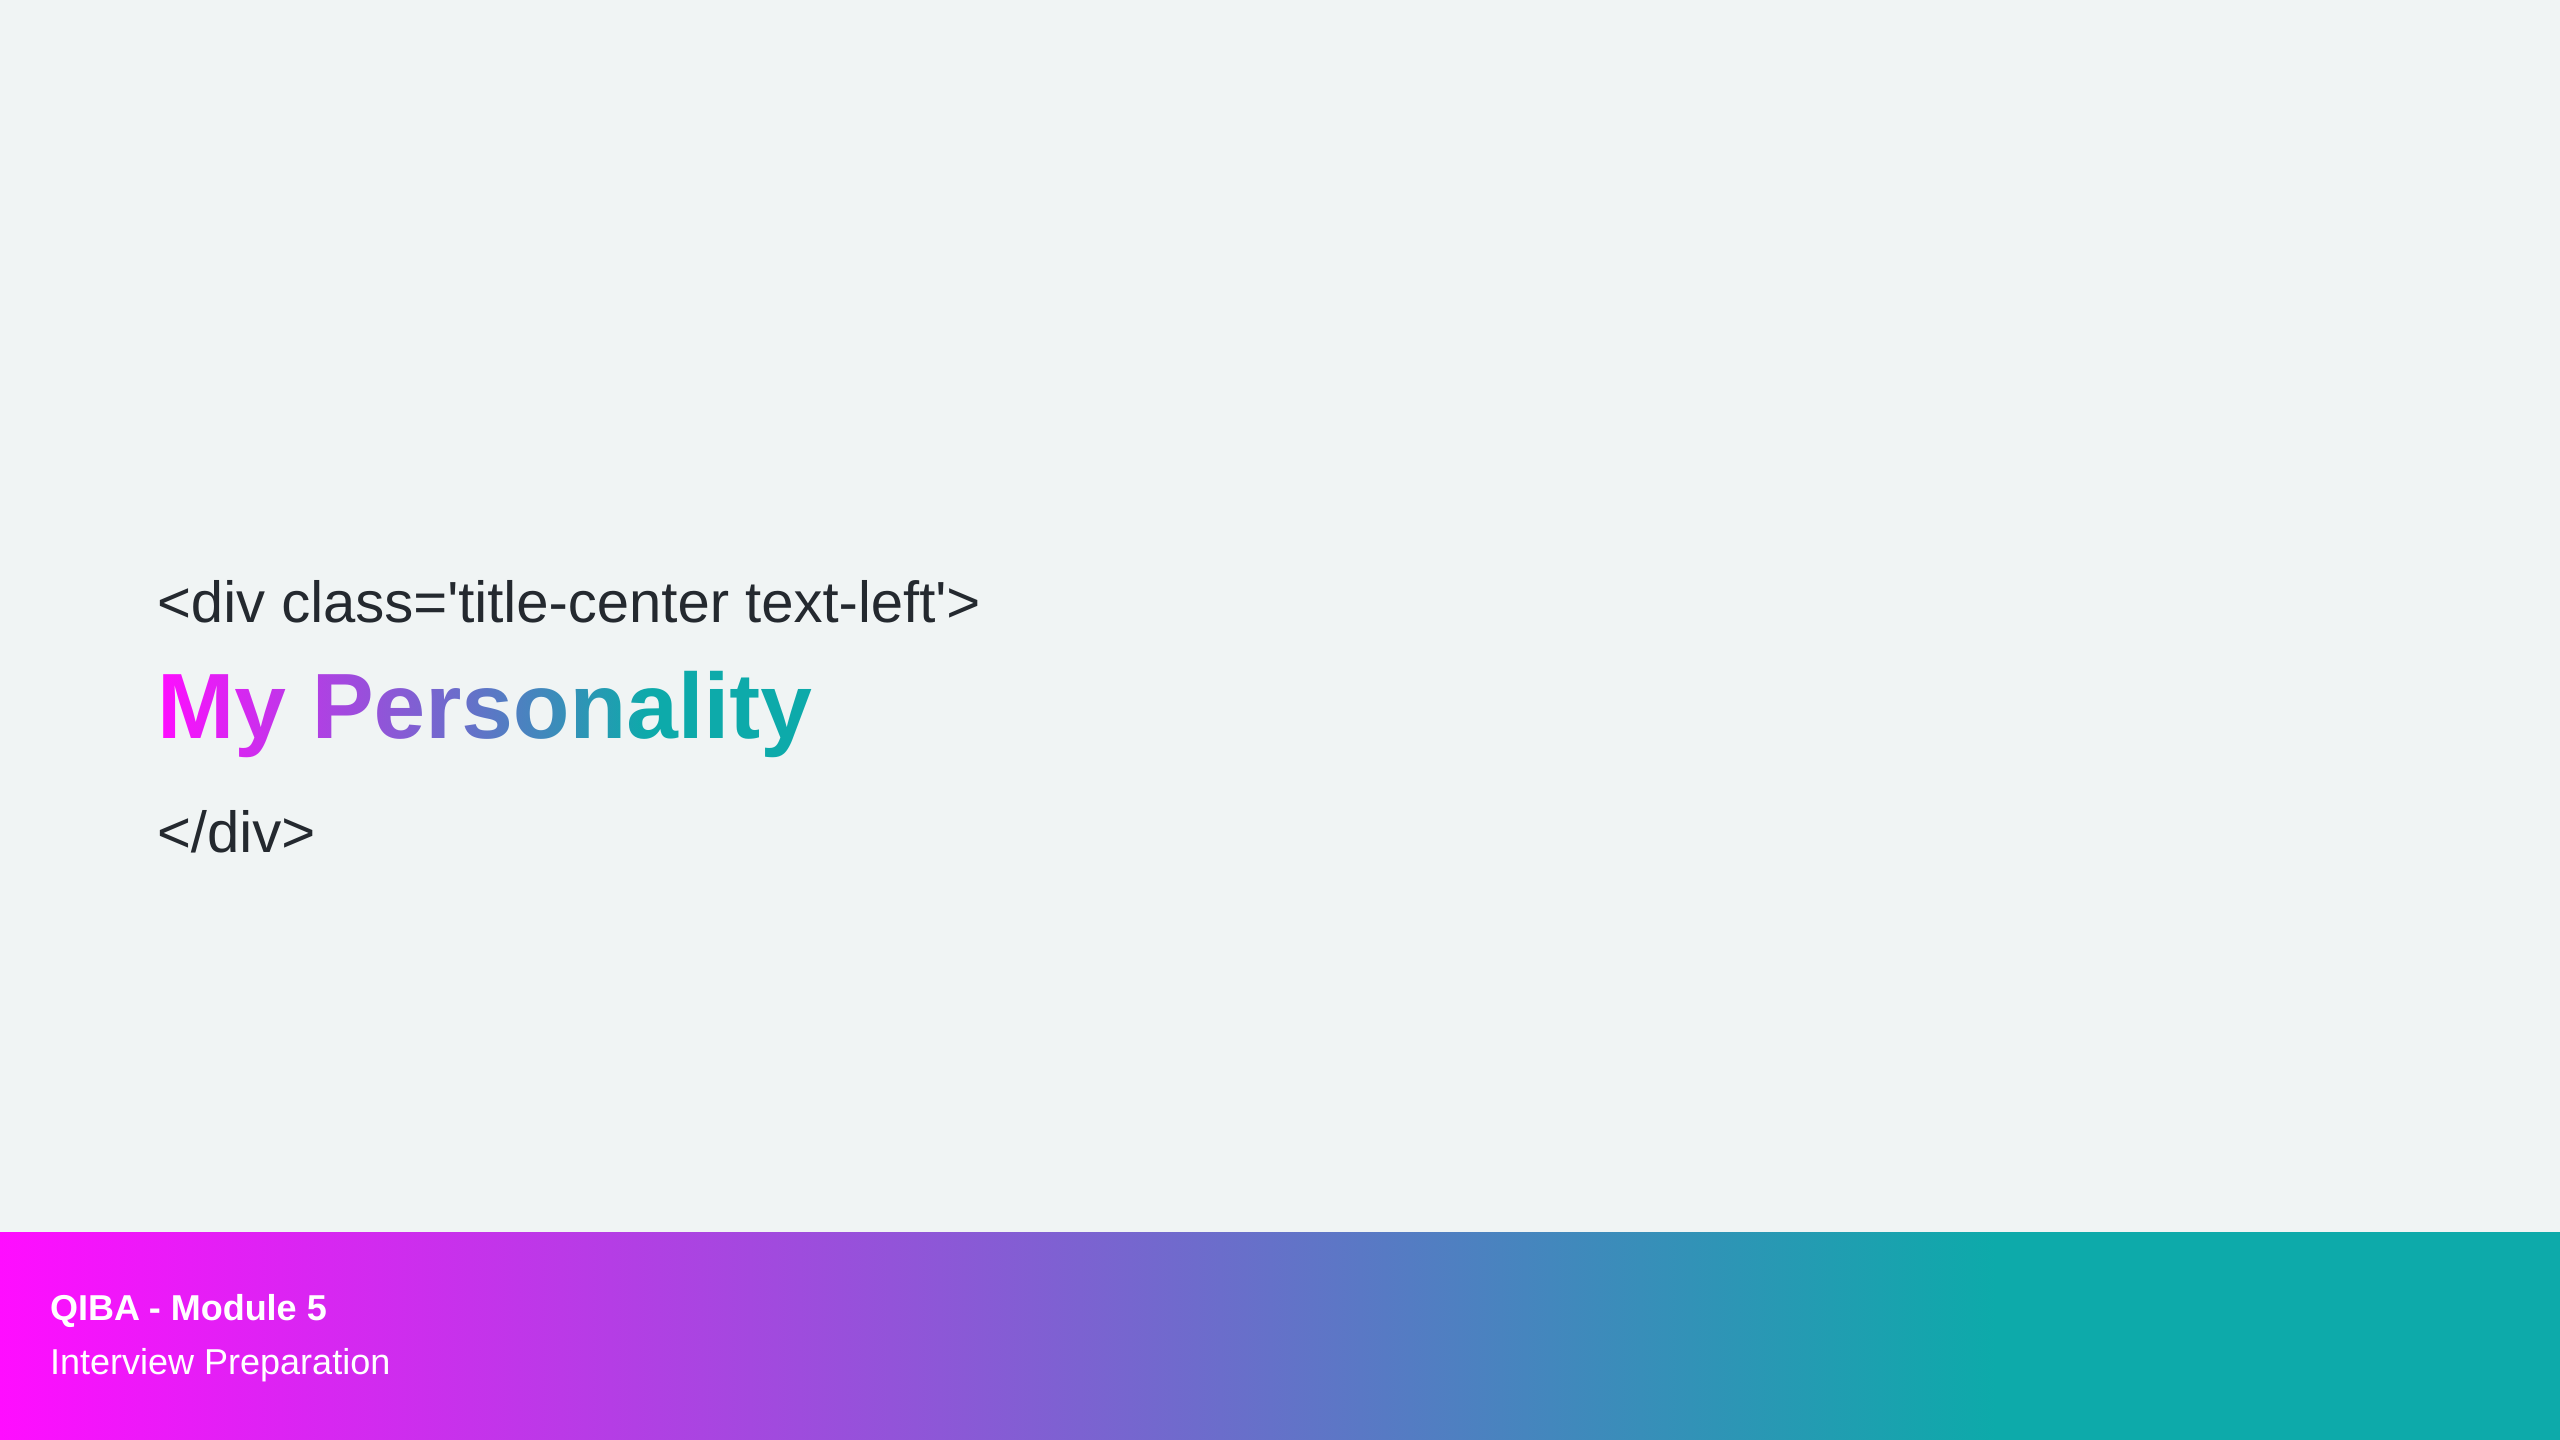 <div class='title-center text-left'>
My Personality
</div>
QIBA - Module 5
Interview Preparation